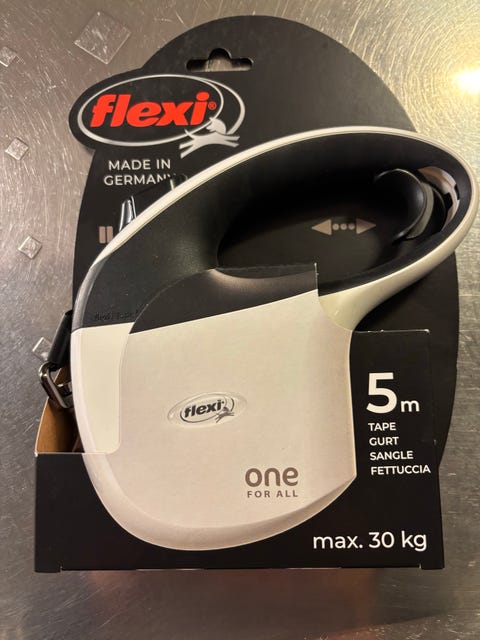 flexi®
MADE IN
GERMANY
flexi
one
FOR ALL
5m
TAPE
GURT
SANGLE
FETTUCCIA
max. 30 kg